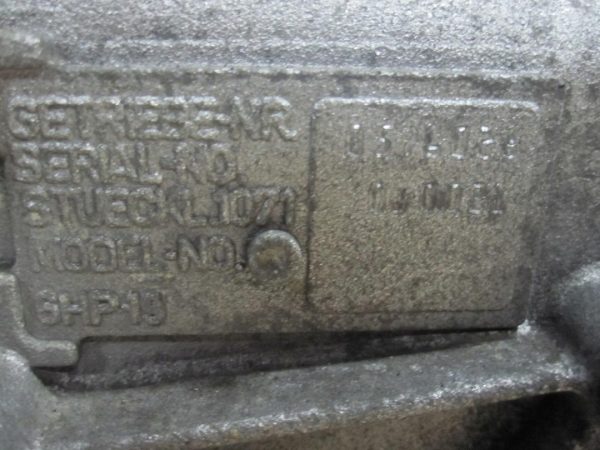 GETRIEBE-NR.
SERIAL-NO.
STUECKL.1071
MODEL-NO.
6HP-19